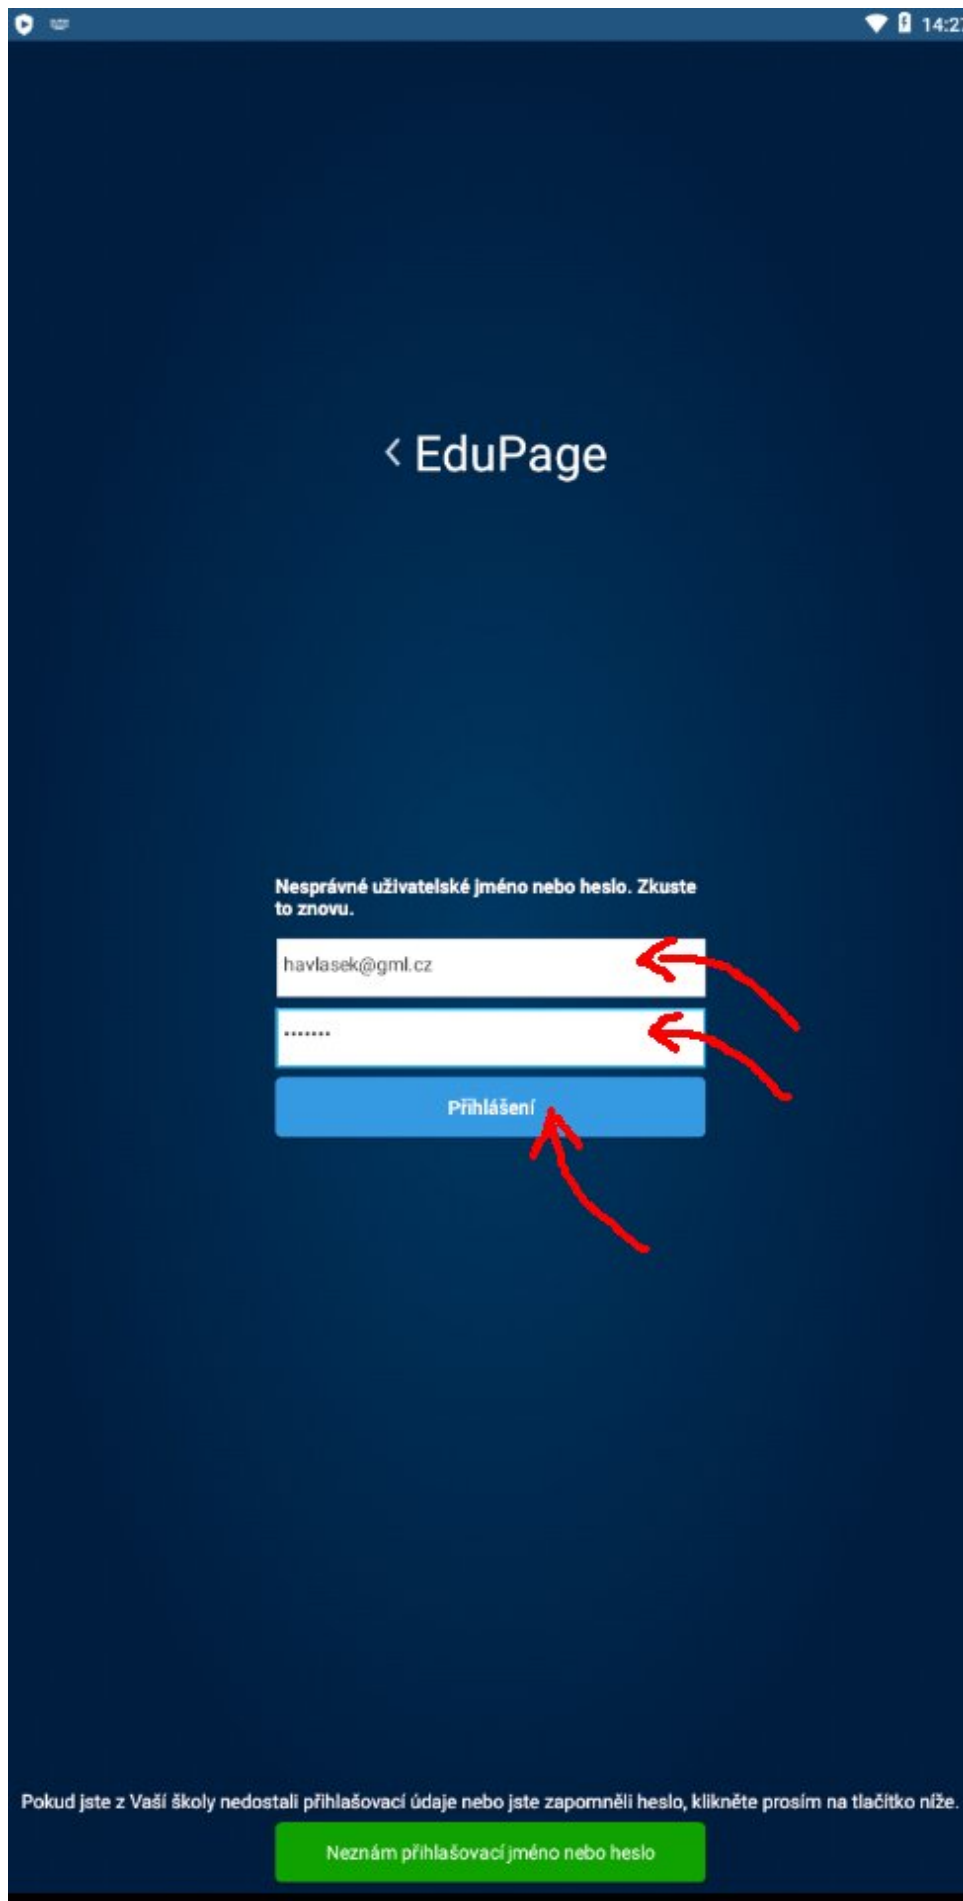 14:27
< EduPage
Nesprávné uživatelské jméno nebo heslo. Zkuste
to znovu.
havlasek@gml.cz
•••••••
Přihlášení
Pokud jste z Vaší školy nedostali přihlašovací údaje nebo jste zapomněli heslo, klikněte prosím na tlačítko níže.
Neznám přihlašovací jméno nebo heslo